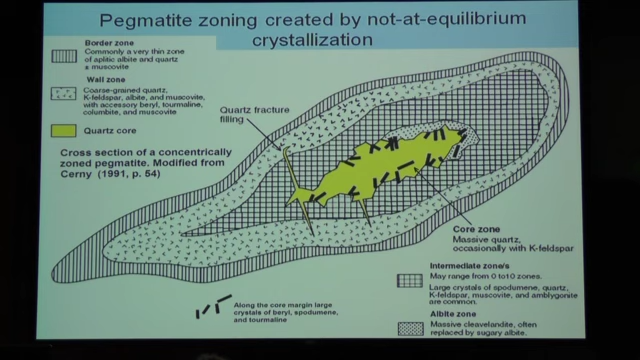 Pegmatite zoning created by not-at-equilibrium
crystallization
Border zone
Commonly a very thin zone
of aplitic albite and quartz
± muscovite
Wall zone
Coarse-grained quartz,
K-feldspar, albite, and muscovite,
with accessory beryl, tourmaline,
columbite, and muscovite
Quartz core
Cross section of a concentrically
zoned pegmatite. Modified from
Cerny (1991, p. 54)
Quartz fracture
filling
Core zone
Massive quartz,
occasionally with K-feldspar
Intermediate zone/s
May range from 0 to10 zones.
Large crystals of spodumene, quartz,
K-feldspar, muscovite, and amblygonite
are common.
Along the core margin large
crystals of beryl, spodumene,
and tourmaline
Albite zone
Massive clevelandite, often
replaced by sugary albite.